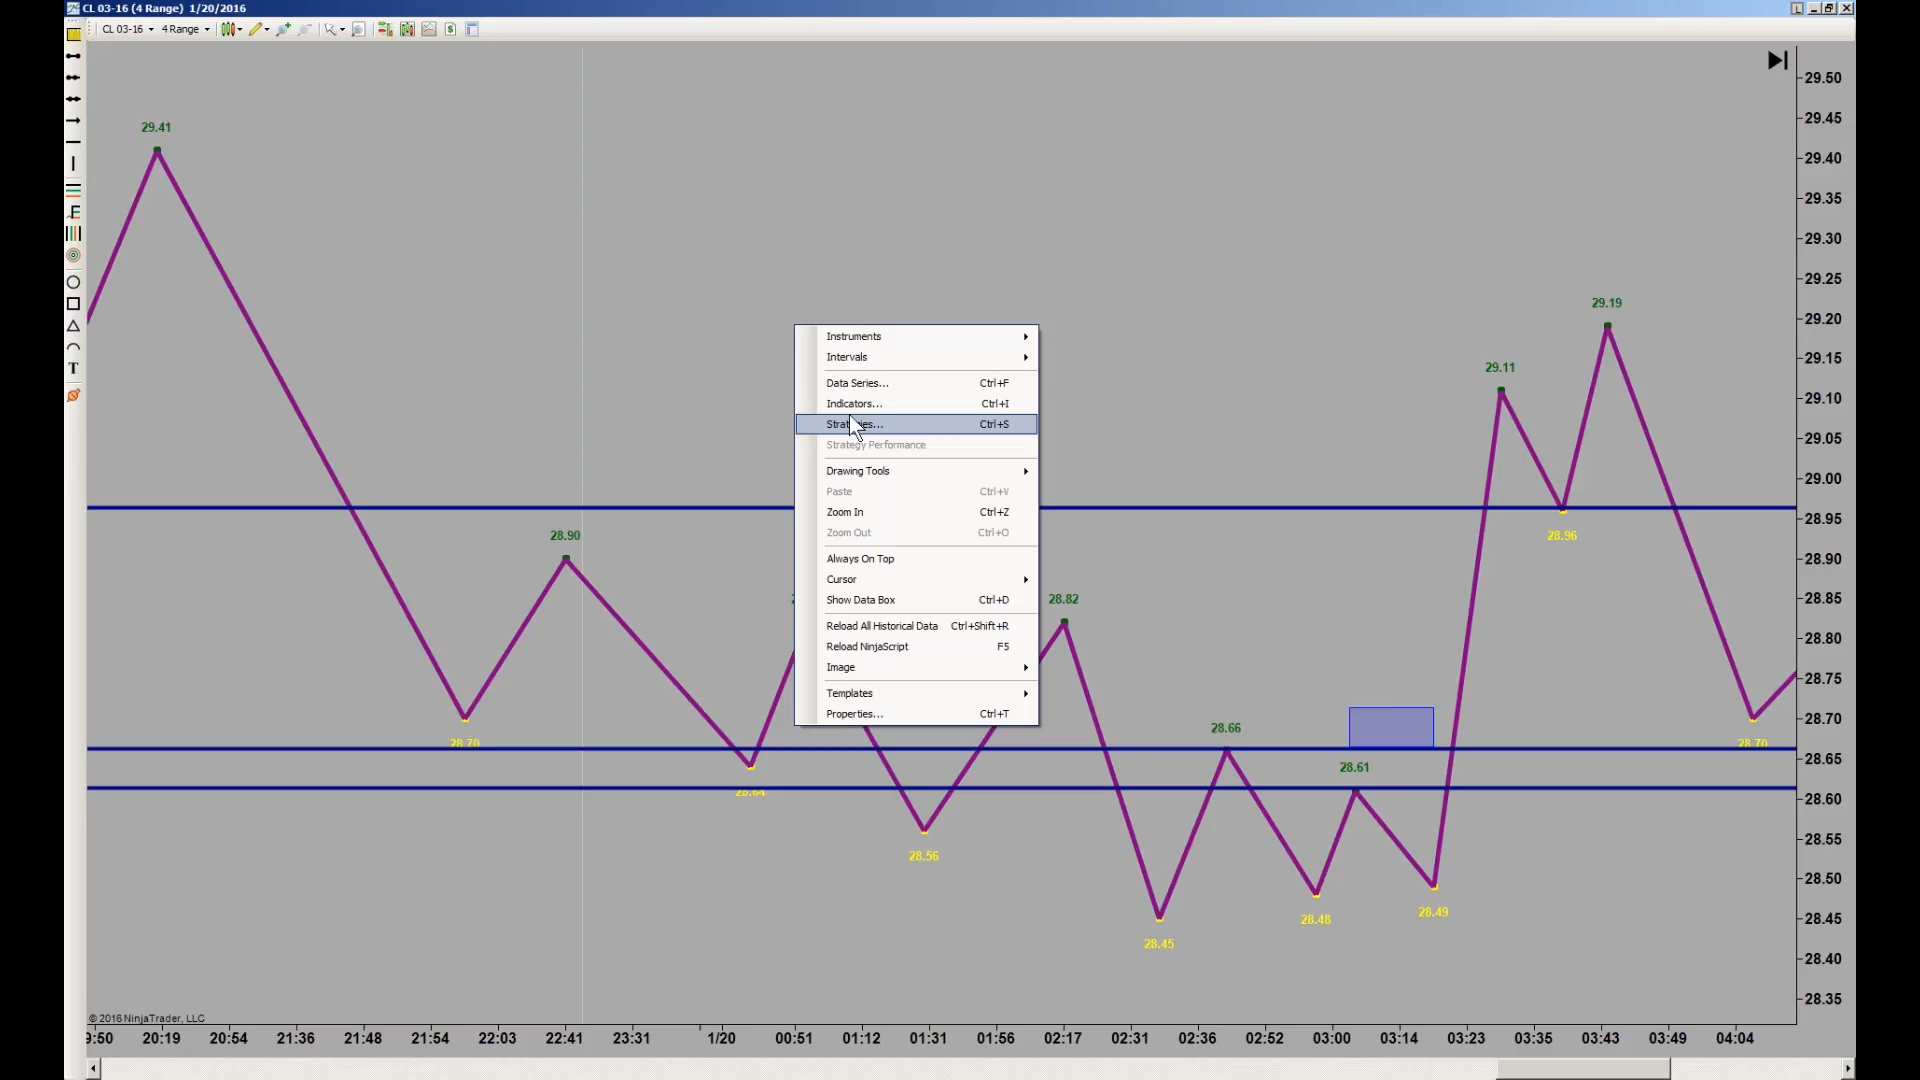 CL 03-16 (4 Range) 1/20/2016
L
CL 03-16 4 Range
29.50
29.45
29.40
29.35
29.30
29.25
29.20
29.15
29.10
29.05
29.00
28.95
28.90
28.85
28.80
28.75
28.70
28.65
28.60
28.55
28.50
28.45
28.40
28.35
29.41
28.70
28.90
28.64
28.56
28.82
28.45
28.66
28.48
28.61
28.49
29.11
28.96
29.19
28.70
Instruments
Intervals
Data Series... Ctrl+F
Indicators... Ctrl+I
Strategies... Ctrl+S
Strategy Performance
Drawing Tools
Paste Ctrl+V
Zoom In Ctrl+Z
Zoom Out Ctrl+O
Always On Top
Cursor
Show Data Box Ctrl+D
Reload All Historical Data Ctrl+Shift+R
Reload NinjaScript F5
Image
Templates
Properties... Ctrl+T
F
T
© 2016 NinjaTrader, LLC
9:50 20:19 20:54 21:36 21:48 21:54 22:03 22:41 23:31 1/20 00:51 01:12 01:31 01:56 02:17 02:31 02:36 02:52 03:00 03:14 03:23 03:35 03:43 03:49 04:04